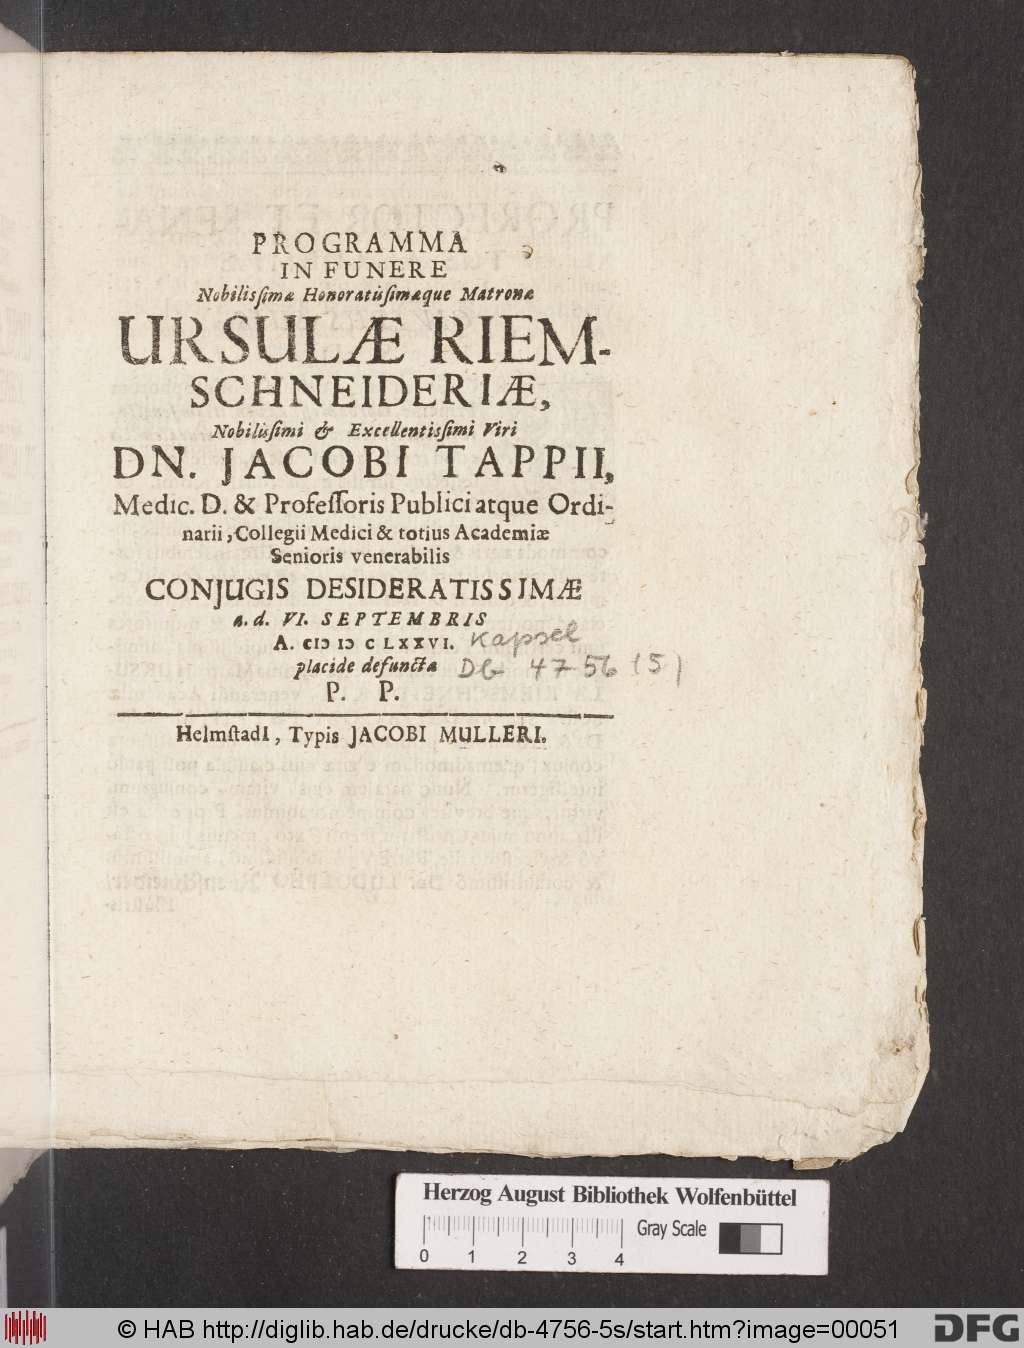 PROGRAMMA
IN FUNERE
Nobilissimæ Honoratissimæque Matronæ
URSULÆ RIEM-
SCHNEIDERIÆ,
Nobilissimi & Excellentissimi Viri
DN. JACOBI TAPPII,
Medic. D. & Professoris Publici atque Ordi-
narii, Collegii Medici & totius Academiæ
Senioris venerabilis
CONJUGIS DESIDERATISSIMÆ
a. d. VI. SEPTEMBRIS
A. CIↃ IↃ C LXXVI.
placide defunctæ
P. P.
Kapsel
Db 4756 (5)
HelmstadI, Typis JACOBI MULLERI.
Herzog August Bibliothek Wolfenbüttel
Gray Scale
0 1 2 3 4
© HAB http://diglib.hab.de/drucke/db-4756-5s/start.htm?image=00051
DFG